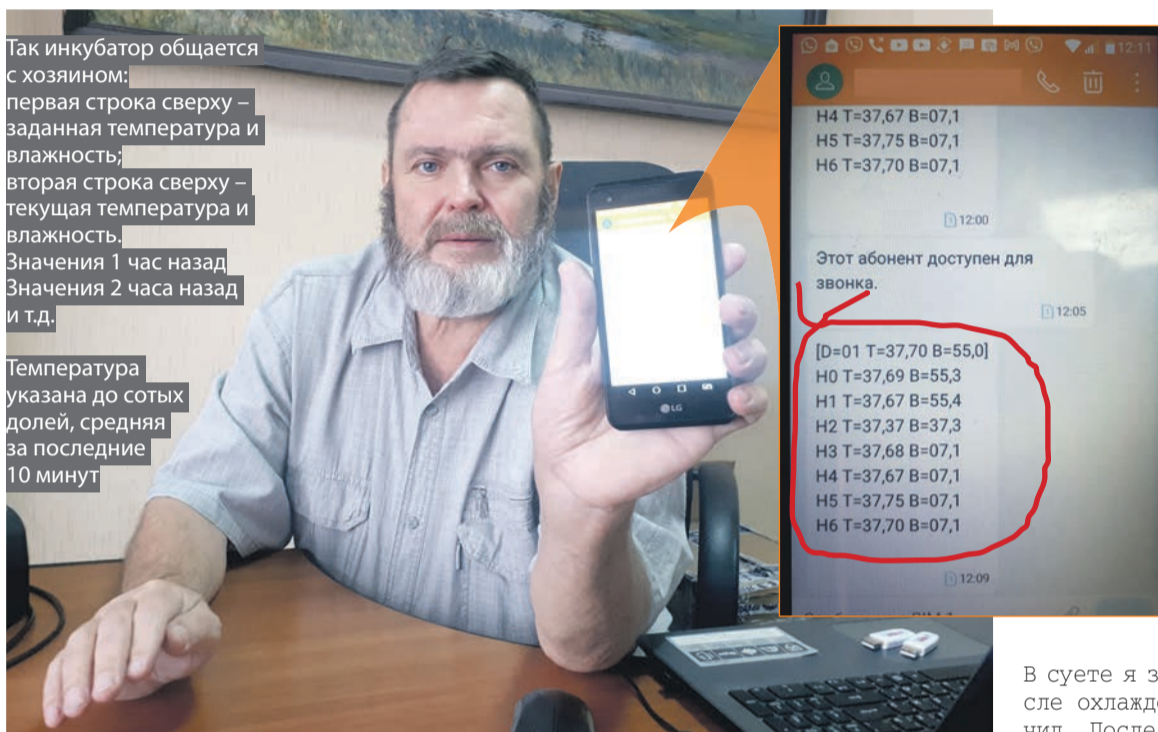 Так инкубатор общается
с хозяином:
первая строка сверху –
заданная температура и
влажность;
вторая строка сверху –
текущая температура и
влажность.
Значения 1 час назад
Значения 2 часа назад
и т.д.
Температура
указана до сотых
долей, средняя
за последние
10 минут
LG
12:11
H4 T=37,67 B=07,1
H5 T=37,75 B=07,1
H6 T=37,70 B=07,1
12:00
Этот абонент доступен для
звонка.
12:05
[D=01 T=37,70 B=55,0]
H0 T=37,69 B=55,3
H1 T=37,67 B=55,4
H2 T=37,37 B=37,3
H3 T=37,68 B=07,1
H4 T=37,67 B=07,1
H5 T=37,75 B=07,1
H6 T=37,70 B=07,1
12:09
В суете я з
сле охлажд
После